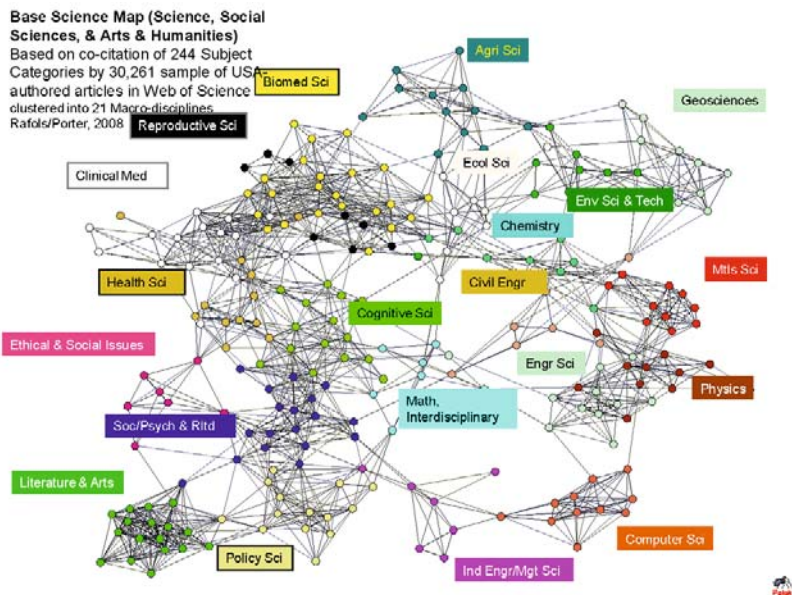 Base Science Map (Science, Social
Sciences, & Arts & Humanities)
Based on co-citation of 244 Subject
Categories by 30,261 sample of USA-
authored articles in Web of Science
clustered into 21 Macro-disciplines
Rafols/Porter, 2008
Agri Sci
Biomed Sci
Geosciences
Reproductive Sci
Ecol Sci
Clinical Med
Env Sci & Tech
Chemistry
Mtls Sci
Health Sci
Civil Engr
Cognitive Sci
Ethical & Social Issues
Engr Sci
Physics
Math,
Interdisciplinary
Soc/Psych & Rltd
Literature & Arts
Computer Sci
Policy Sci
Ind Engr/Mgt Sci